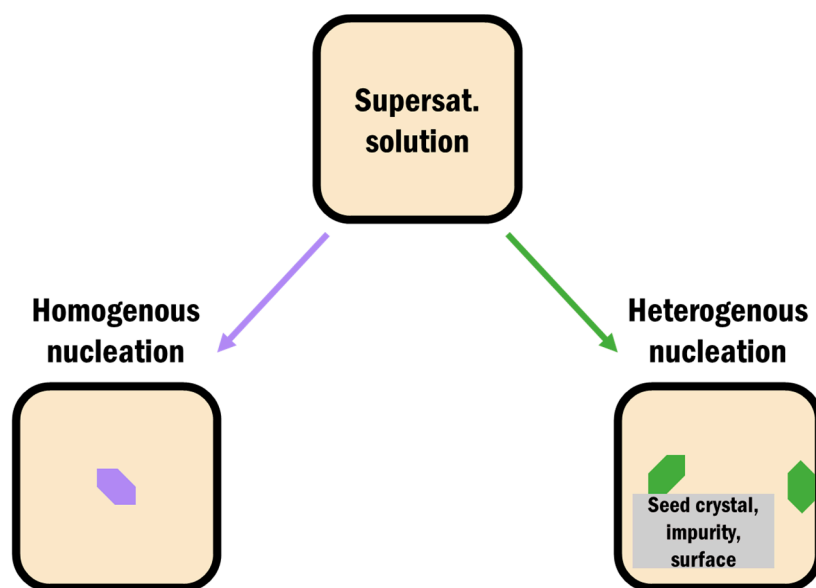 Supersat.
solution
Homogenous
nucleation
Heterogenous
nucleation
Seed crystal,
impurity,
surface